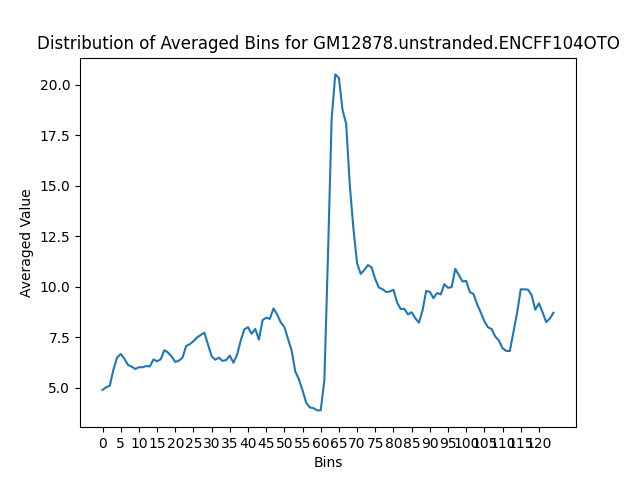 Distribution of Averaged Bins for GM12878.unstranded.ENCFF104OTO
20.0
17.5
15.0
12.5
10.0
7.5
5.0
Averaged Value
0 5 10 15 20 25 30 35 40 45 50 55 60 65 70 75 80 85 90 95 100 105 110 115 120
Bins